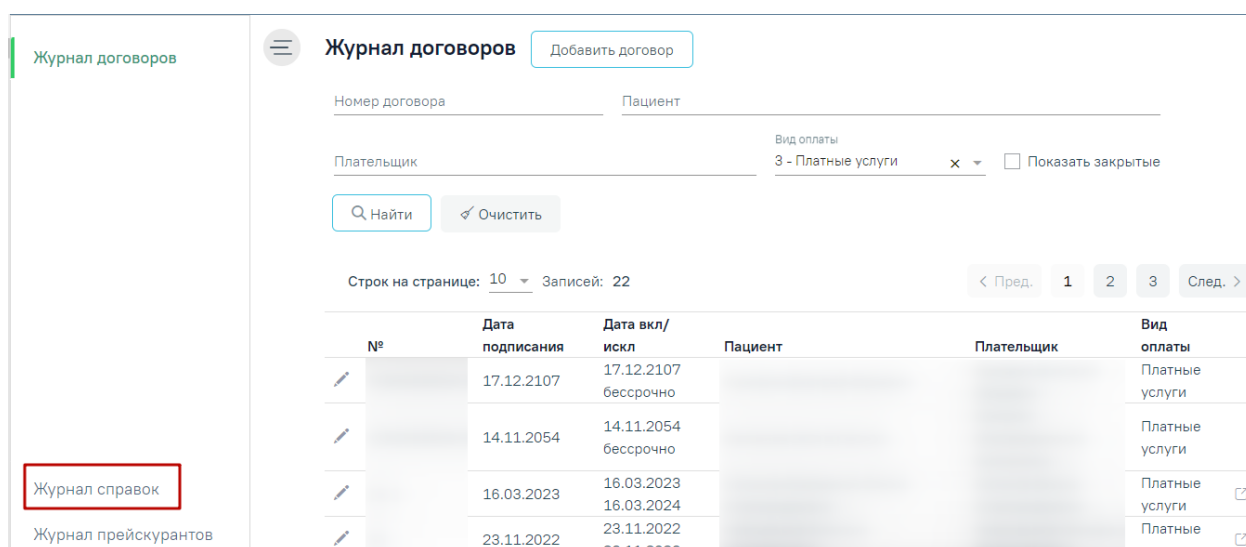 Журнал договоров
Журнал договоров Добавить договор
Номер договора Пациент
Вид оплаты
Плательщик 3 - Платные услуги × Показать закрытые
Найти Очистить
Строк на странице: 10 Записей: 22 < Пред. 1 2 3 След. >
Дата Дата вкл/ Вид
№ подписания искл Пациент Плательщик оплаты
17.12.2107 17.12.2107 Платные
бессрочно услуги
14.11.2054 14.11.2054 Платные
бессрочно услуги
Журнал справок
16.03.2023 16.03.2023 Платные
16.03.2024 услуги
Журнал прейскурантов
23.11.2022 23.11.2022 Платные